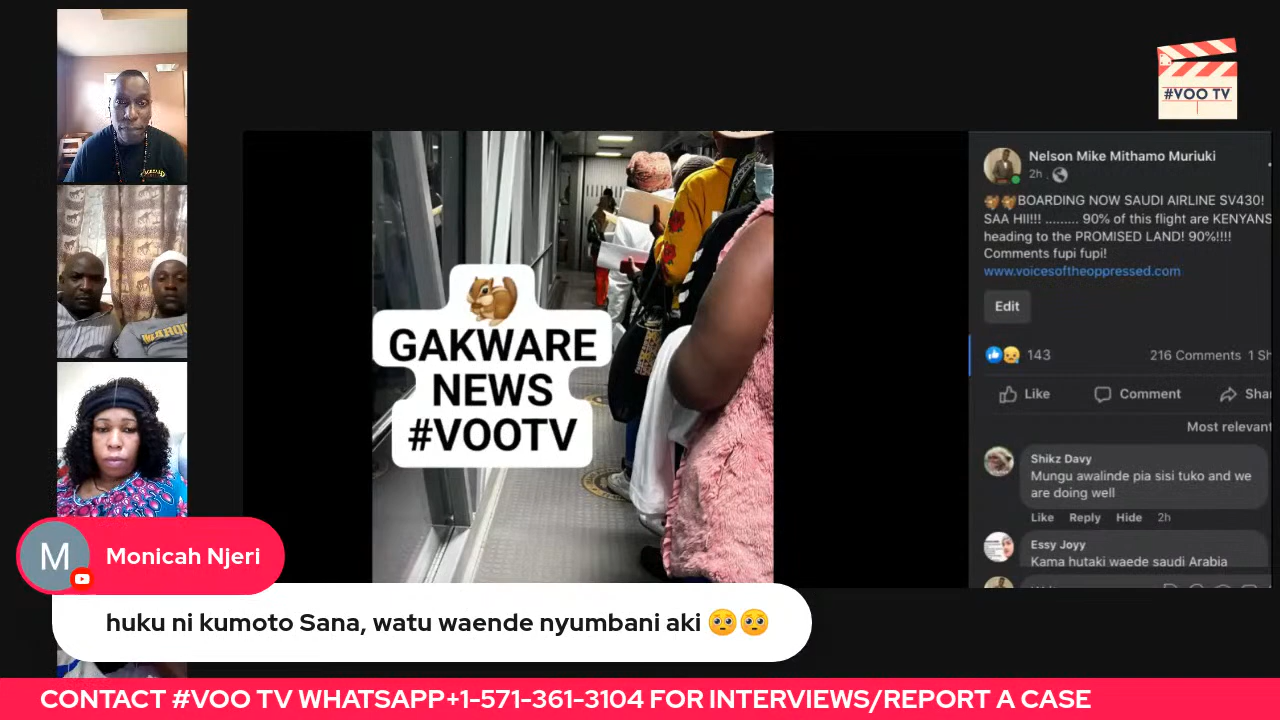 #VOO TV
Nelson Mike Mithamo Muriuki
2h
BOARDING NOW SAUDI AIRLINE SV430!
SAA HII!!! ......... 90% of this flight are KENYANS
heading to the PROMISED LAND! 90%!!!!
Comments fupi fupi!
www.voicesoftheoppressed.com
Edit
143 216 Comments 1 Sh
Like Comment Shar
Most relevant
Shikz Davy
Mungu awalinde pia sisi tuko and we
are doing well
Like Reply Hide 2h
Essy Joyy
Kama hutaki waede saudi Arabia
GAKWARE
NEWS
#VOOTV
MARQU
M
Monicah Njeri
huku ni kumoto Sana, watu waende nyumbani aki 🥺🥺
CONTACT #VOO TV WHATSAPP+1-571-361-3104 FOR INTERVIEWS/REPORT A CASE